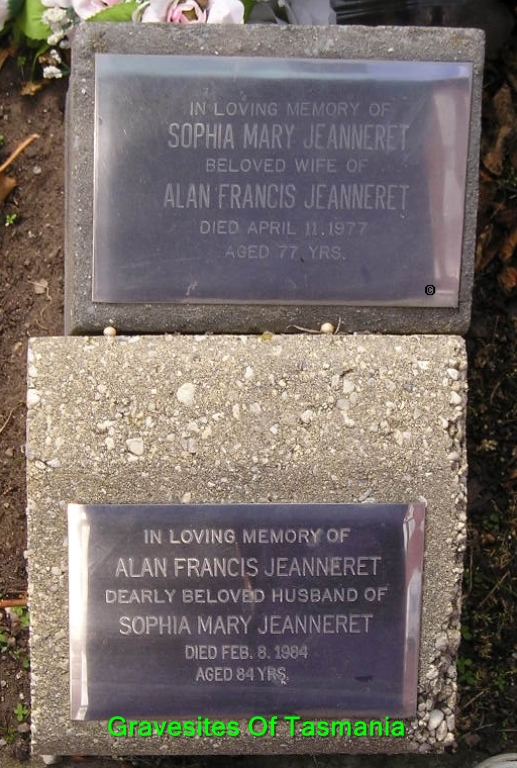 IN LOVING MEMORY OF
SOPHIA MARY JEANNERET
BELOVED WIFE OF
ALAN FRANCIS JEANNERET
DIED APRIL 11. 1977
AGED 77 YRS.
©
IN LOVING MEMORY OF
ALAN FRANCIS JEANNERET
DEARLY BELOVED HUSBAND OF
SOPHIA MARY JEANNERET
DIED FEB. 8. 1984
AGED 84 YRS.
Gravesites Of Tasmania